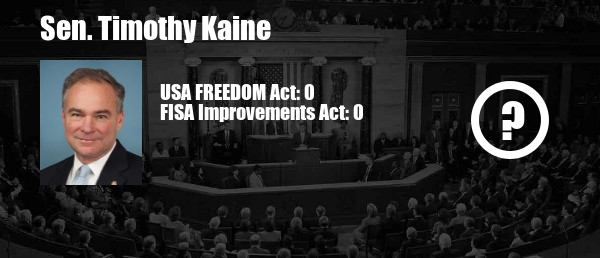 Sen. Timothy Kaine
USA FREEDOM Act: 0
FISA Improvements Act: 0
?